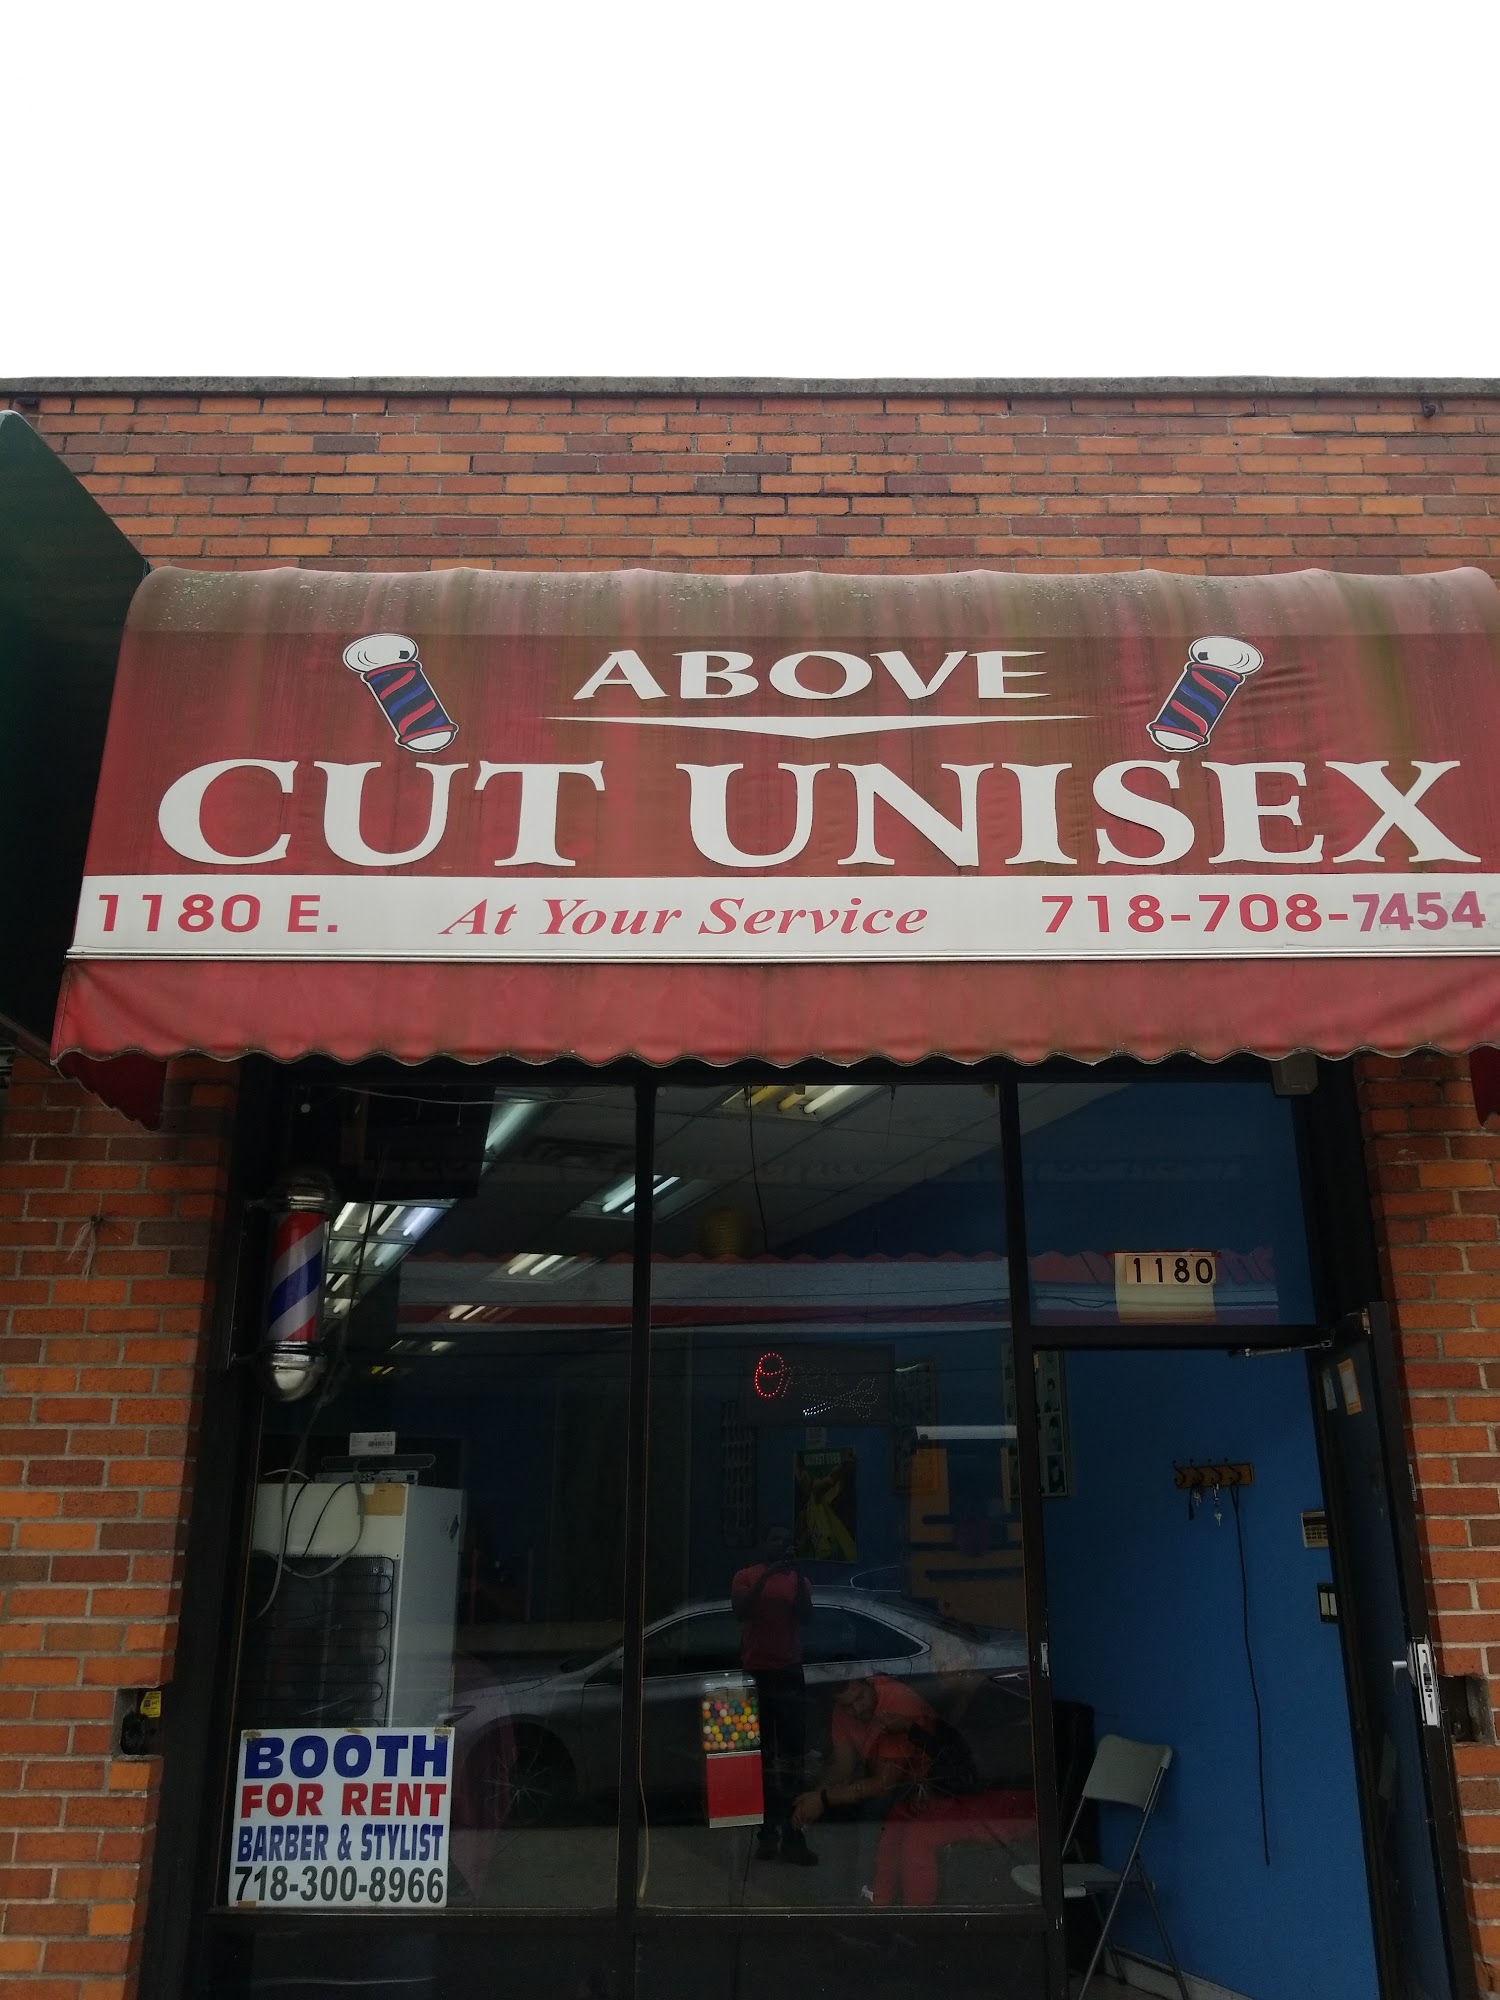 ABOVE
CUT UNISEX
1180 E. At Your Service 718-708-7454
1180
Open
BOOTH
FOR RENT
BARBER & STYLIST
718-300-8966